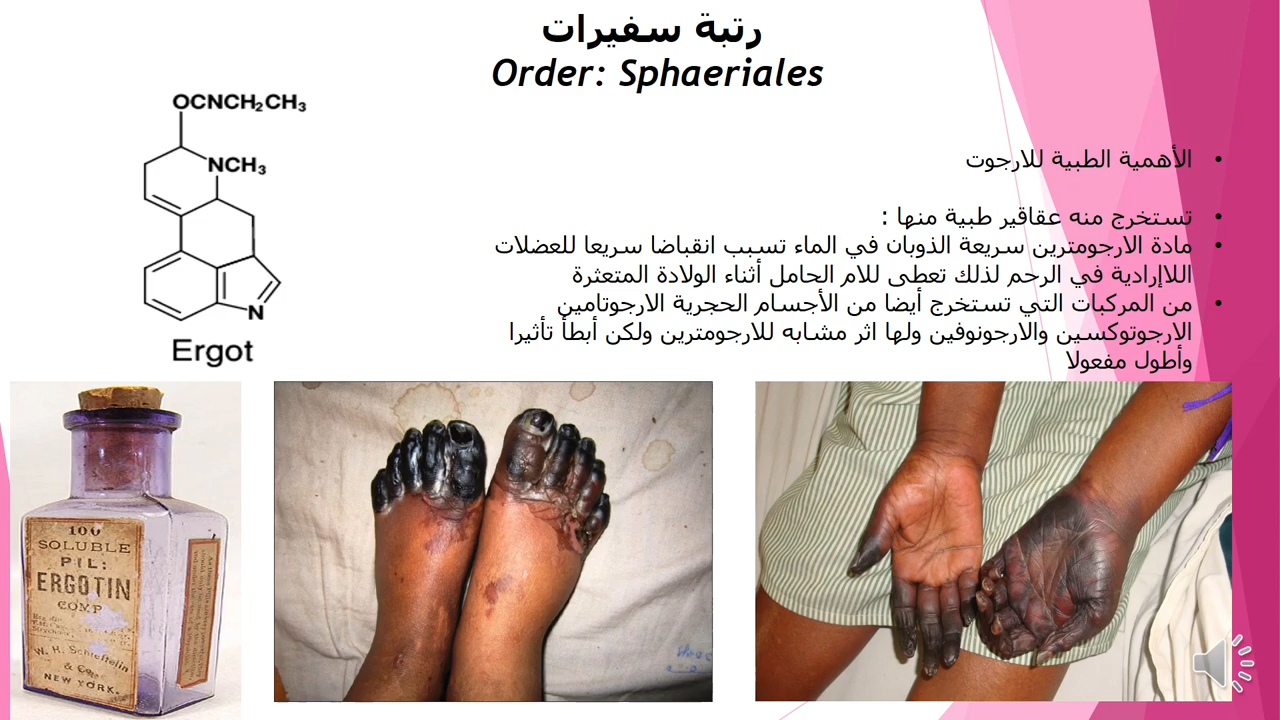 رتبة سفيرات
Order: Sphaeriales
OCNCH₂CH₃
NCH₃
N
Ergot
• الأهمية الطبية للارجوت
• تستخرج منه عقاقير طبية منها :
• مادة الارجومترين سريعة الذوبان في الماء تسبب انقباضا سريعا للعضلات
اللاإرادية في الرحم لذلك تعطى للام الحامل أثناء الولادة المتعثرة
• من المركبات التي تستخرج أيضا من الأجسام الحجرية الارجوتامين
الارجوتوكسين والارجونوفين ولها اثر مشابه للارجومترين ولكن أبطأ تأثيرا
وأطول مفعولا
100
SOLUBLE
PIL:
ERGOTIN
COMP
W. H. Schieffelin
& Co.
NEW YORK.